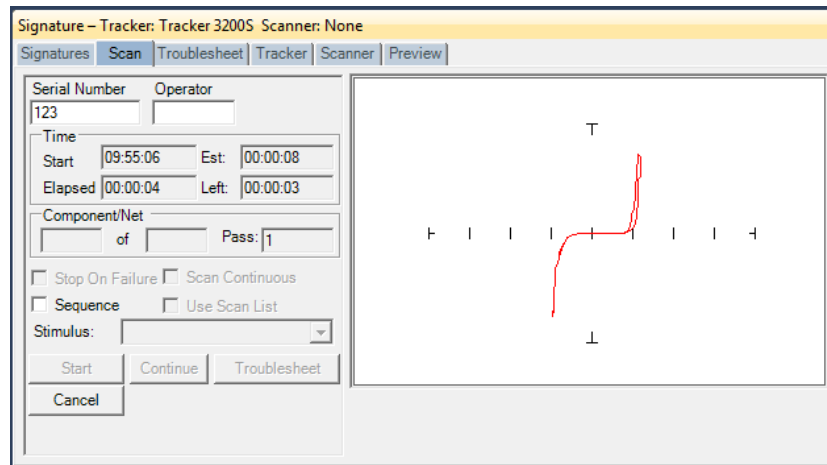 Signature – Tracker: Tracker 3200S Scanner: None
Signatures Scan Troublesheet Tracker Scanner Preview
Serial Number Operator
123
Time
Start 09:55:06 Est: 00:00:08
Elapsed 00:00:04 Left: 00:00:03
Component/Net
of Pass: 1
Stop On Failure Scan Continuous
Sequence Use Scan List
Stimulus:
Start Continue Troublesheet
Cancel